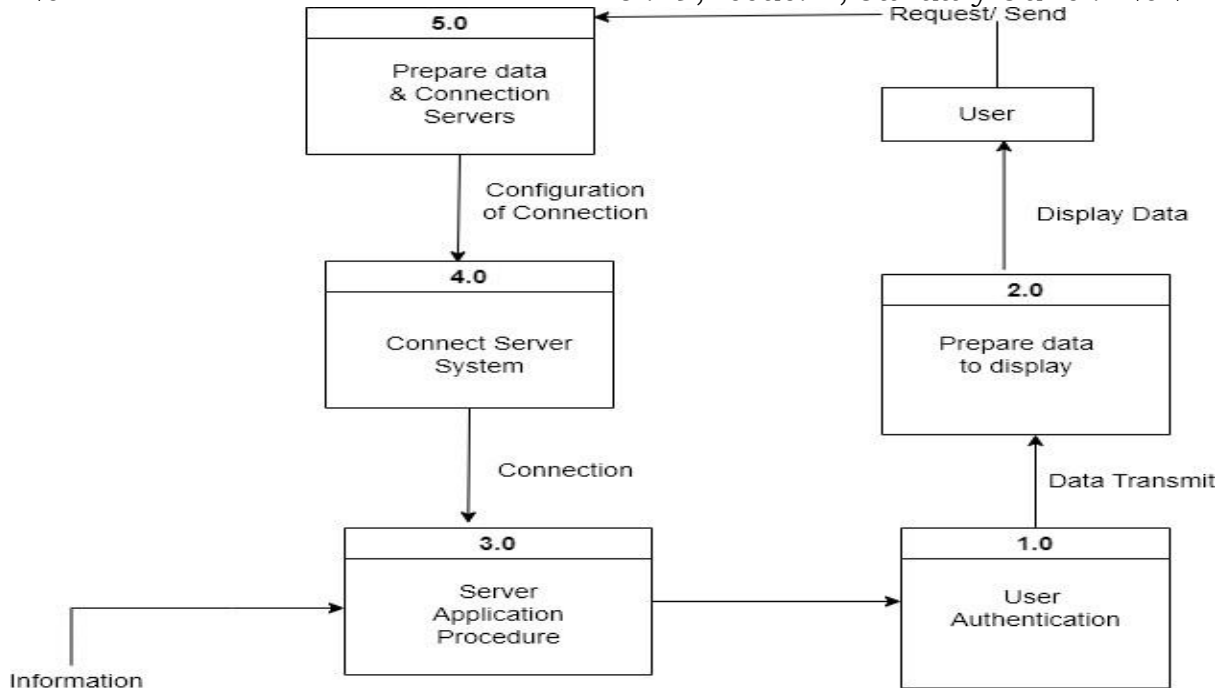 Request/ Send
5.0
Prepare data
& Connection
Servers
User
Configuration
of Connection
Display Data
4.0
Connect Server
System
2.0
Prepare data
to display
Connection
Data Transmit
3.0
Server
Application
Procedure
1.0
User
Authentication
Information